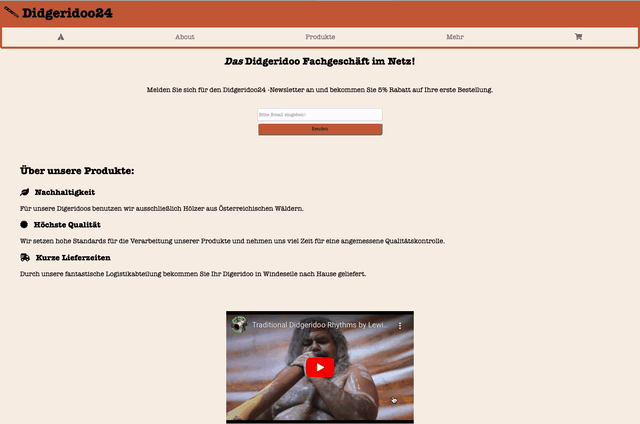 Didgeridoo24
About
Produkte
Mehr
Das Didgeridoo Fachgeschäft im Netz!
Melden Sie sich für den Didgeridoo24 -Newsletter an und bekommen Sie 5% Rabatt auf Ihre erste Bestellung.
Bitte Email eingeben!
Senden
Über unsere Produkte:
Nachhaltigkeit
Für unsere Digeridoos benutzen wir ausschließlich Hölzer aus Österreichischen Wäldern.
Höchste Qualität
Wir setzen hohe Standards für die Verarbeitung unserer Produkte und nehmen uns viel Zeit für eine angemessene Qualitätskontrolle.
Kurze Lieferzeiten
Durch unsere fantastische Logistikabteilung bekommen Sie Ihr Digeridoo in Windeseile nach Hause geliefert.
Traditional Didgeridoo Rhythms by Lewi...